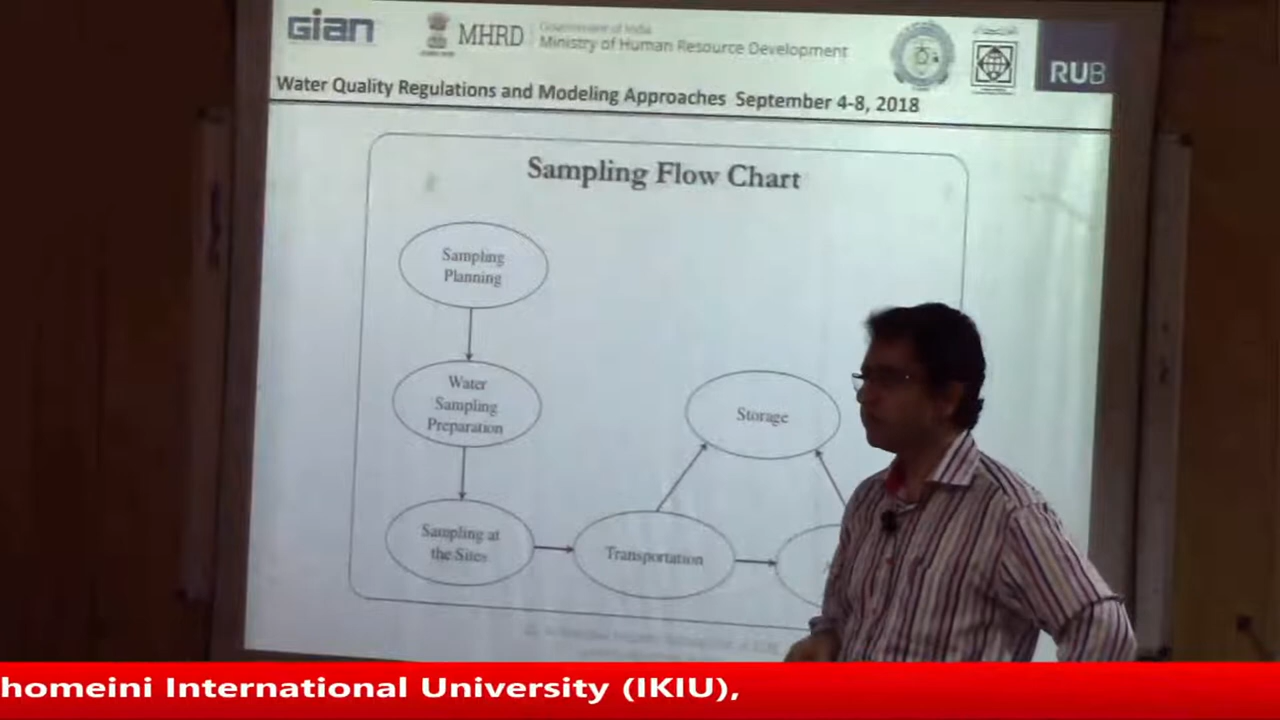 GIAN
MHRD
Government of India
Ministry of Human Resource Development
RUB
Water Quality Regulations and Modeling Approaches September 4-8, 2018
Sampling Flow Chart
Sampling
Planning
Water
Sampling
Preparation
Storage
Sampling at
the Sites
Transportation
homeini International University (IKIU),